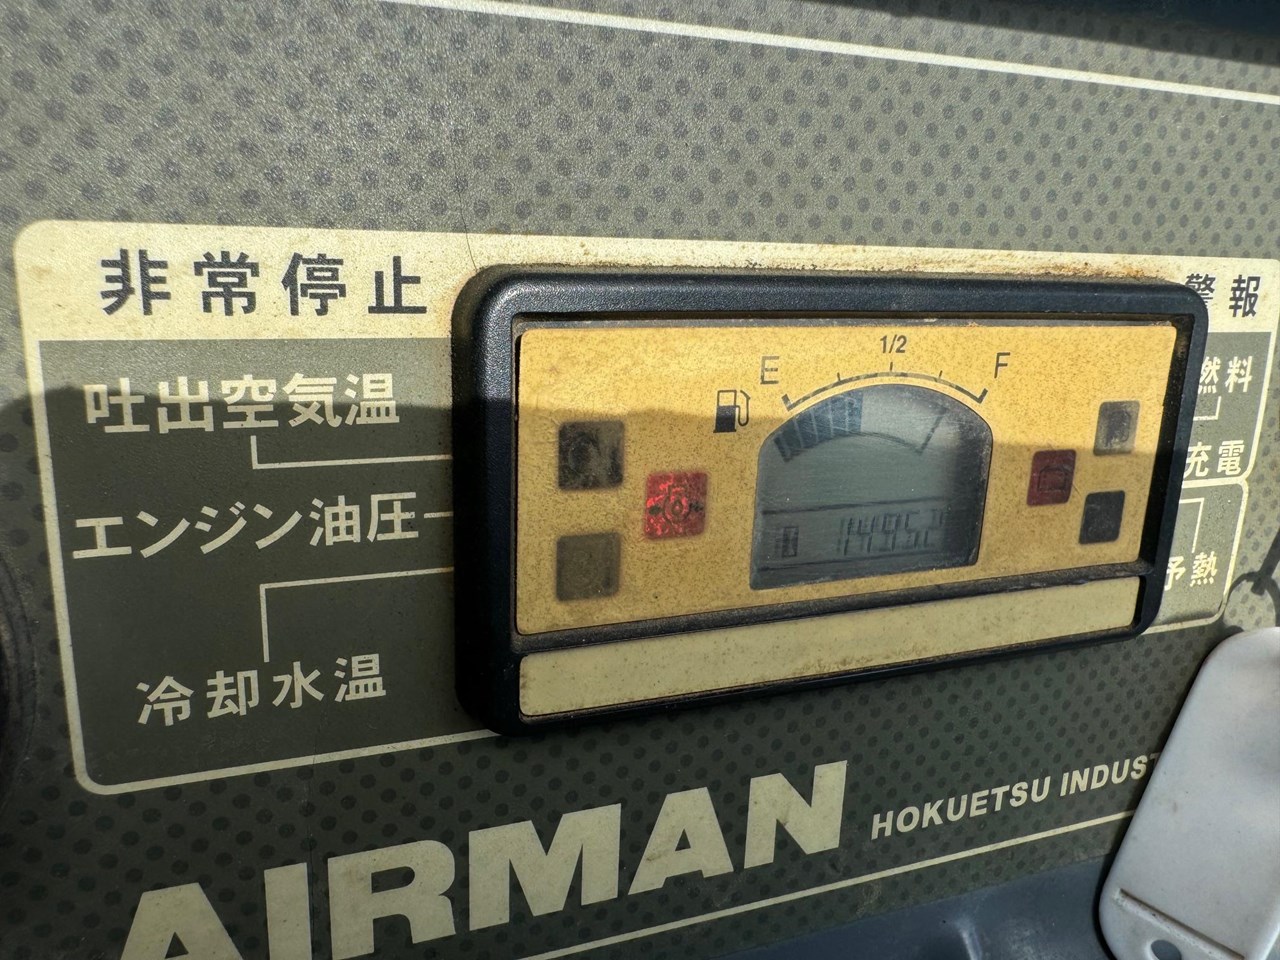 非常停止
警報
吐出空気温
エンジン油圧
冷却水温
E 1/2 F
燃料
充電
予熱
AIRMAN HOKUETSU INDUST